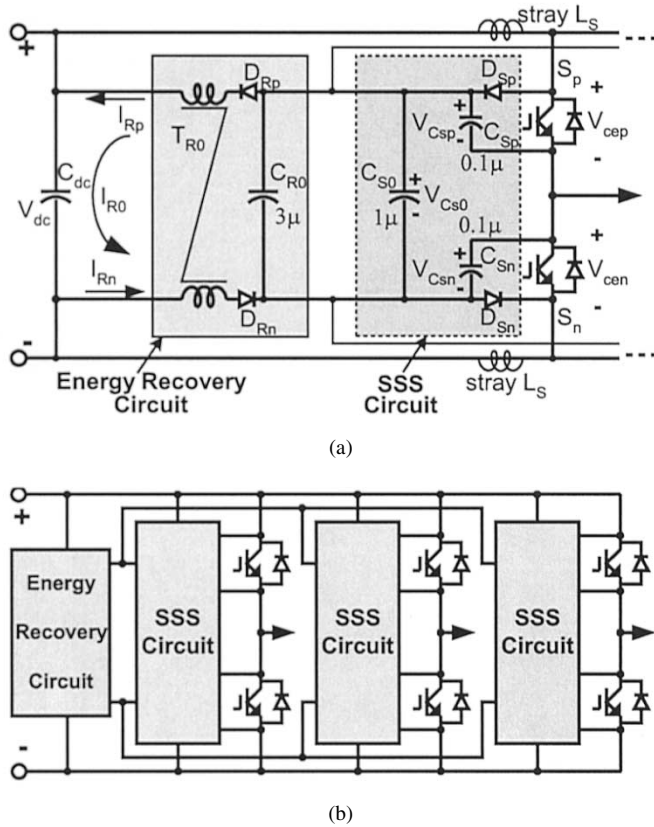 stray L_S
+
D_Rp
D_Sp
S_p
I_Rp
T_R0
V_Csp
+
-
C_Sp
0.1μ
+
V_cep
-
C_dc
V_dc
I_R0
C_R0
3μ
C_S0
1μ
+
V_Cs0
-
0.1μ
I_Rn
D_Rn
V_Csn
+
-
C_Sn
D_Sn
+
V_cen
-
S_n
-
Energy Recovery
Circuit
SSS
Circuit
stray L_S
(a)
+
Energy
Recovery
Circuit
SSS
Circuit
SSS
Circuit
SSS
Circuit
-
(b)